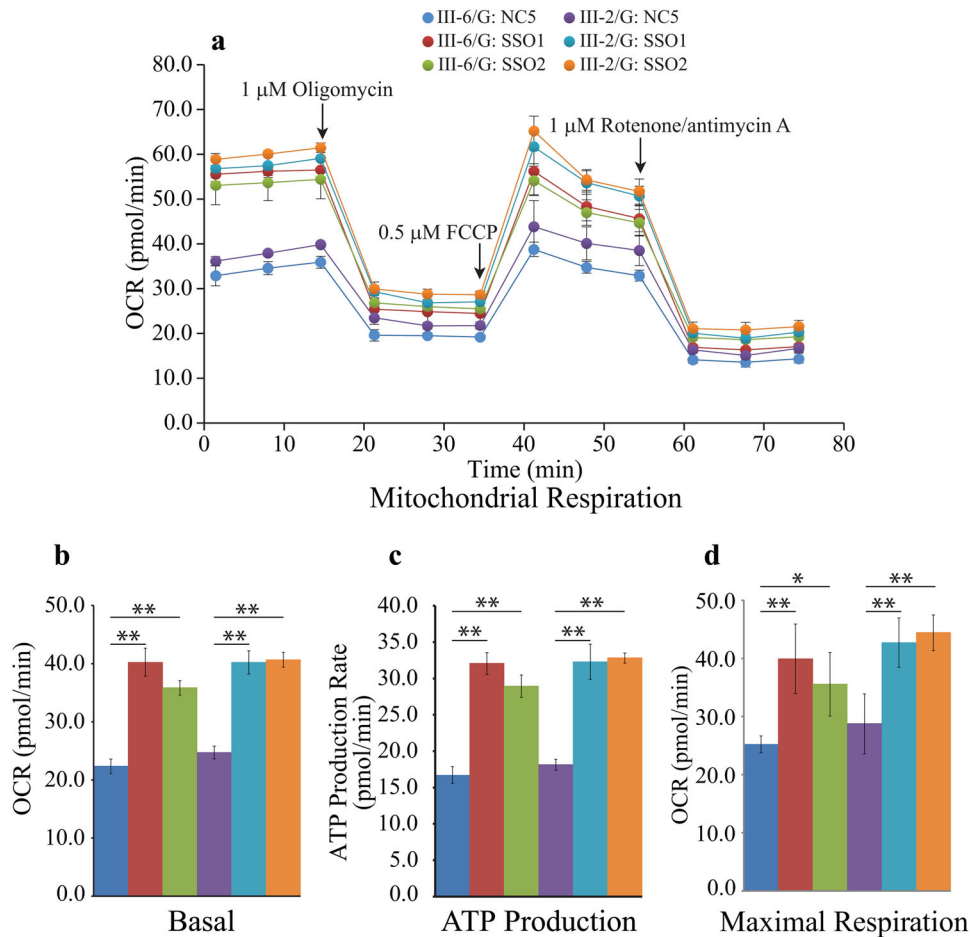 III-6/G: NC5 III-2/G: NC5
III-6/G: SSO1 III-2/G: SSO1
III-6/G: SSO2 III-2/G: SSO2
a
80.0
70.0
60.0
50.0
40.0
30.0
20.0
10.0
0.0
OCR (pmol/min)
1 μM Oligomycin
0.5 μM FCCP
1 μM Rotenone/antimycin A
0 10 20 30 40 50 60 70 80
Time (min)
Mitochondrial Respiration
b
50.0
40.0
30.0
20.0
10.0
0.0
OCR (pmol/min)
** **
** **
Basal
c
40.0
35.0
30.0
25.0
20.0
15.0
10.0
5.0
0.0
ATP Production Rate
(pmol/min)
** **
** **
ATP Production
d
50.0
40.0
30.0
20.0
10.0
0.0
OCR (pmol/min)
* **
** **
Maximal Respiration